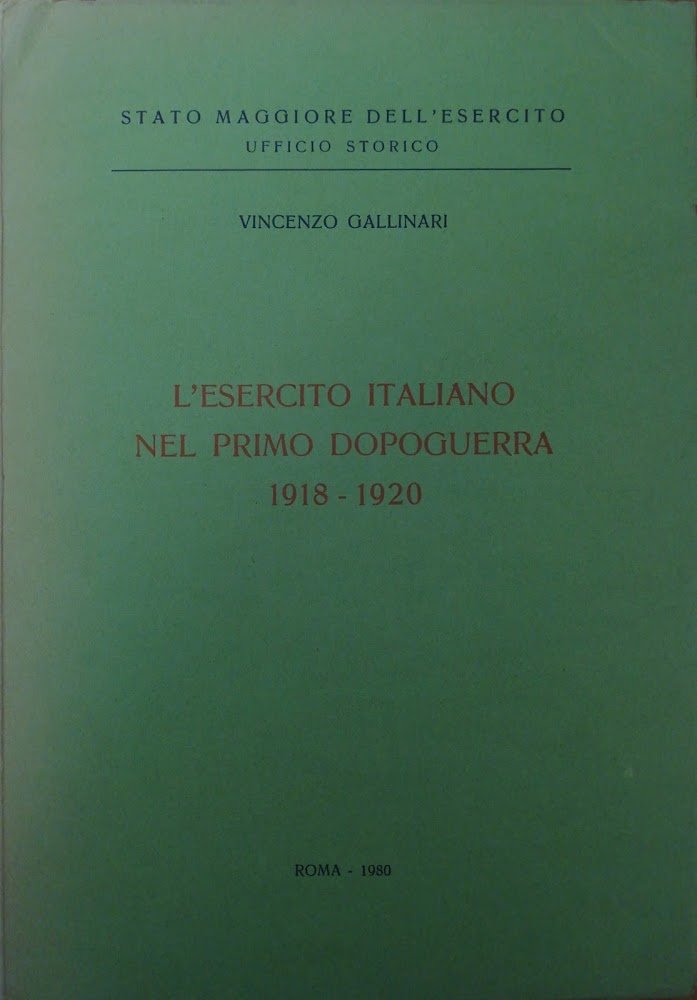 STATO MAGGIORE DELL'ESERCITO
UFFICIO STORICO
VINCENZO GALLINARI
L'ESERCITO ITALIANO
NEL PRIMO DOPOGUERRA
1918 - 1920
ROMA - 1980